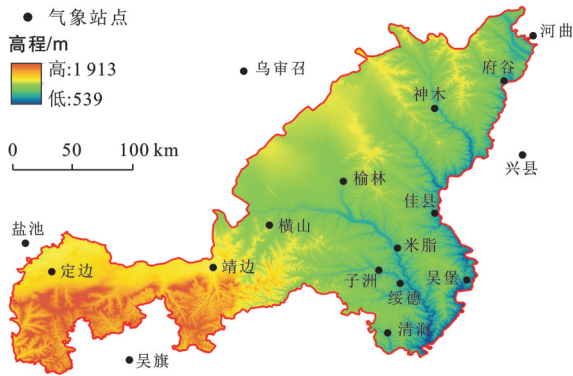 气象站点
高程/m
高:1 913
低:539
0 50 100 km
河曲
府谷
乌审召
神木
兴县
榆林
佳县
横山
盐池
米脂
定边
靖边
子洲
吴堡
绥德
清涧
吴旗